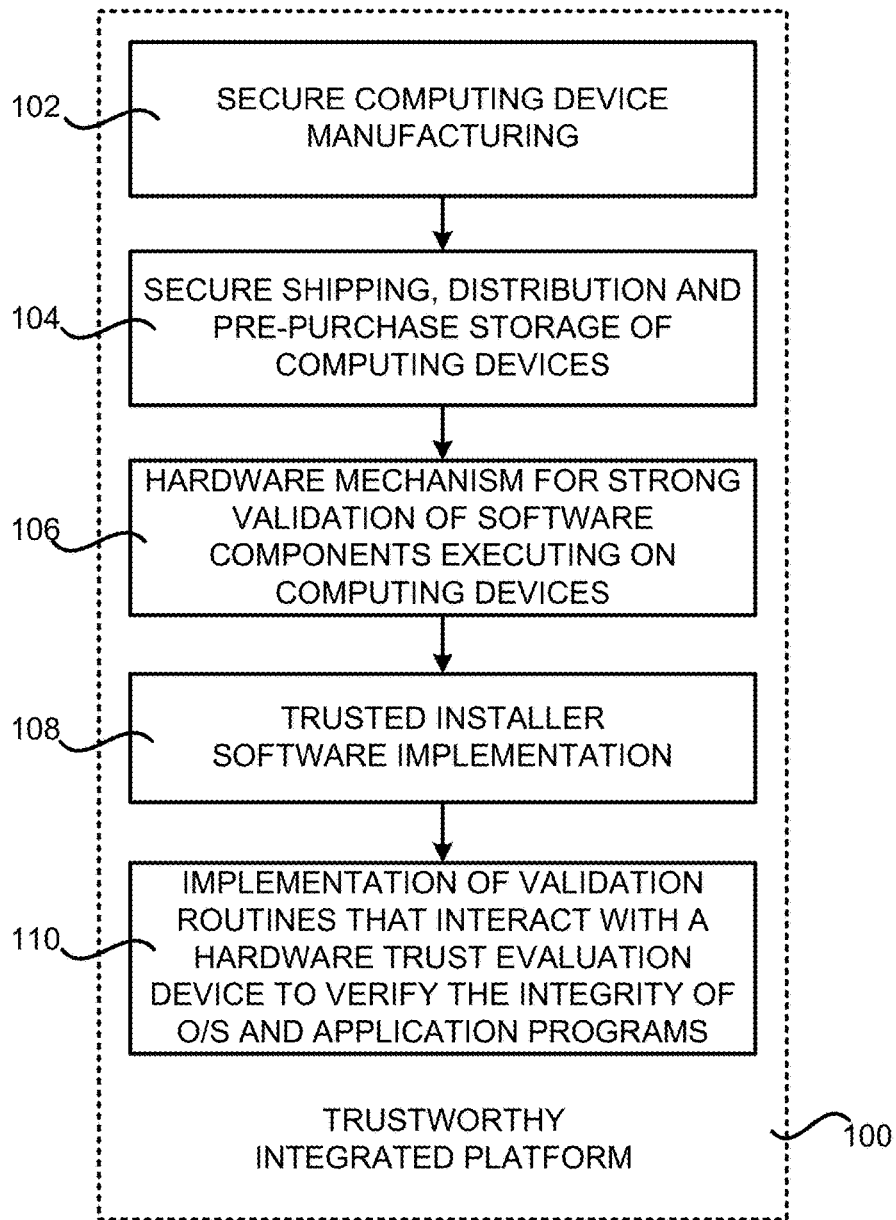 102
SECURE COMPUTING DEVICE
MANUFACTURING
104
SECURE SHIPPING, DISTRIBUTION AND
PRE-PURCHASE STORAGE OF
COMPUTING DEVICES
106
HARDWARE MECHANISM FOR STRONG
VALIDATION OF SOFTWARE
COMPONENTS EXECUTING ON
COMPUTING DEVICES
108
TRUSTED INSTALLER
SOFTWARE IMPLEMENTATION
110
IMPLEMENTATION OF VALIDATION
ROUTINES THAT INTERACT WITH A
HARDWARE TRUST EVALUATION
DEVICE TO VERIFY THE INTEGRITY OF
O/S AND APPLICATION PROGRAMS
TRUSTWORTHY
INTEGRATED PLATFORM
100